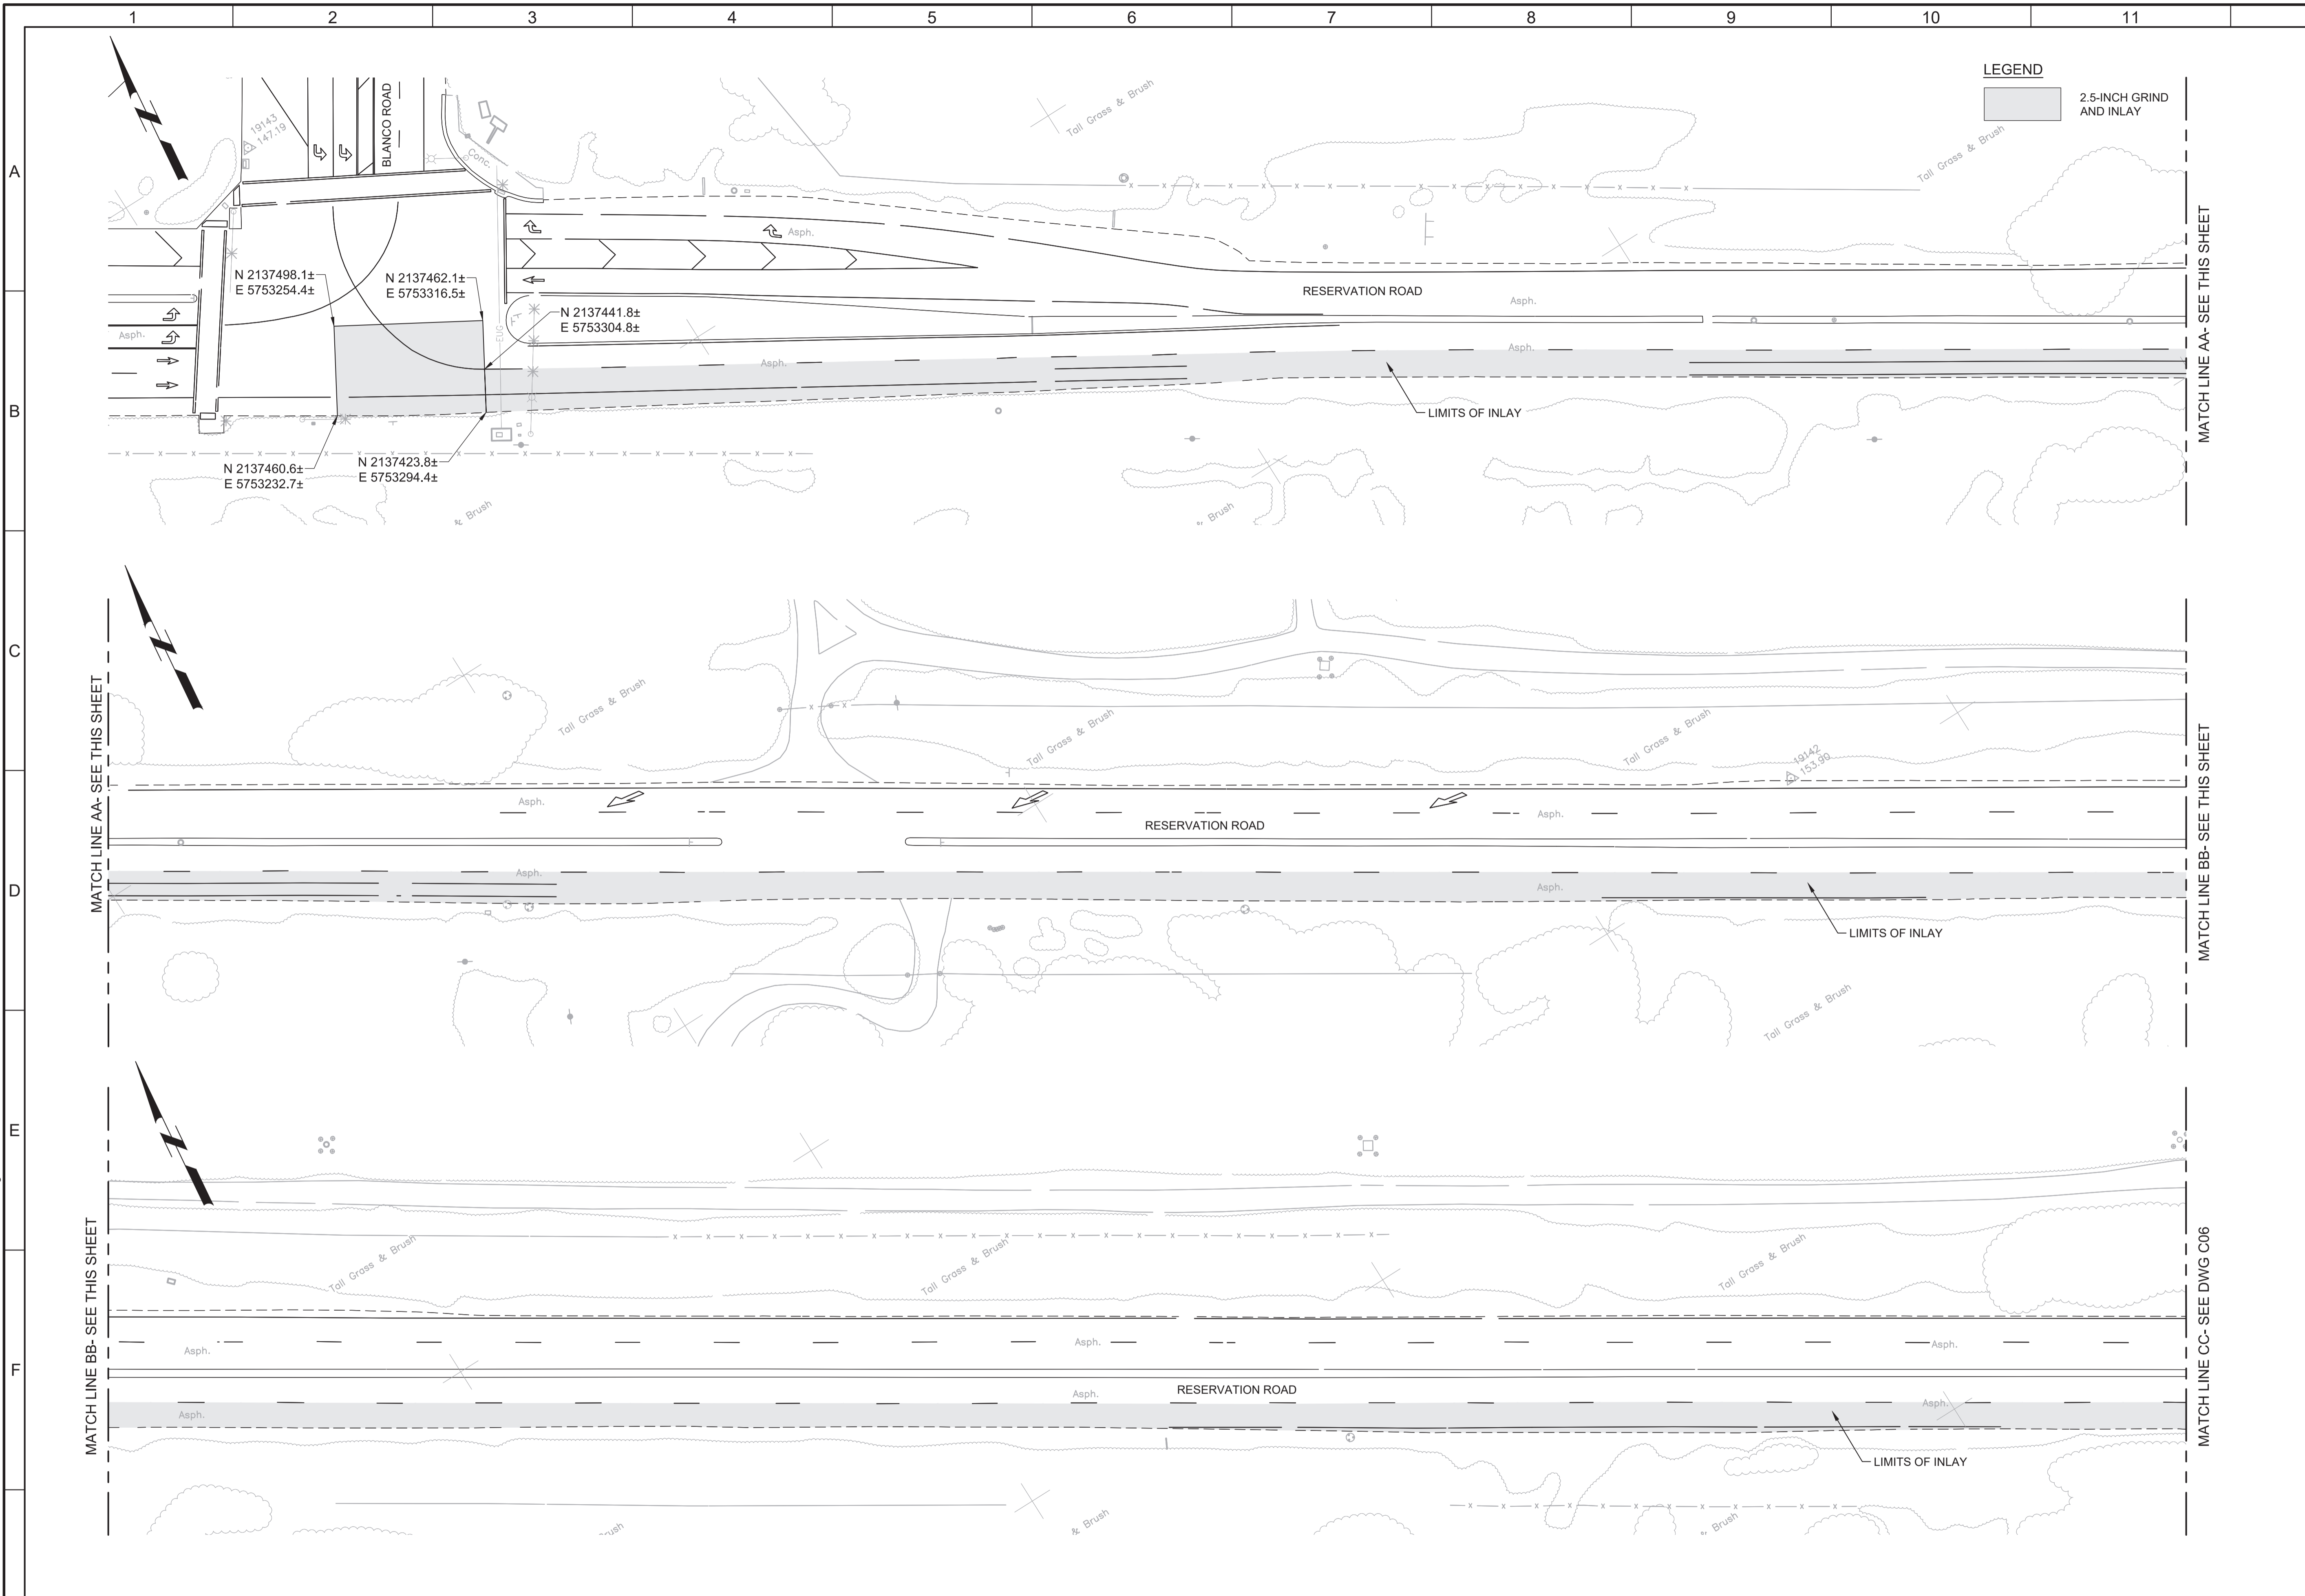 1 2 3 4 5 6 7 8 9 10 11
A
B
C
D
E
F
LEGEND
2.5-INCH GRIND
AND INLAY
BLANCO ROAD
19143
147.19
Conc.
Tall Grass & Brush
Tall Grass & Brush
Asph.
N 2137498.1±
E 5753254.4±
N 2137462.1±
E 5753316.5±
N 2137441.8±
E 5753304.8±
RESERVATION ROAD
Asph.
Asph.
Asph.
Asph.
LIMITS OF INLAY
N 2137460.6±
E 5753232.7±
N 2137423.8±
E 5753294.4±
& Brush
& Brush
MATCH LINE AA- SEE THIS SHEET
MATCH LINE AA- SEE THIS SHEET
Tall Grass & Brush
Tall Grass & Brush
Tall Grass & Brush
19142
153.90
Asph.
Asph.
RESERVATION ROAD
Asph.
Asph.
LIMITS OF INLAY
Tall Grass & Brush
MATCH LINE BB- SEE THIS SHEET
MATCH LINE BB- SEE THIS SHEET
Tall Grass & Brush
Tall Grass & Brush
Tall Grass & Brush
Asph.
Asph.
Asph.
RESERVATION ROAD
Asph.
Asph.
Asph.
LIMITS OF INLAY
& Brush
& Brush
MATCH LINE CC- SEE DWG C06